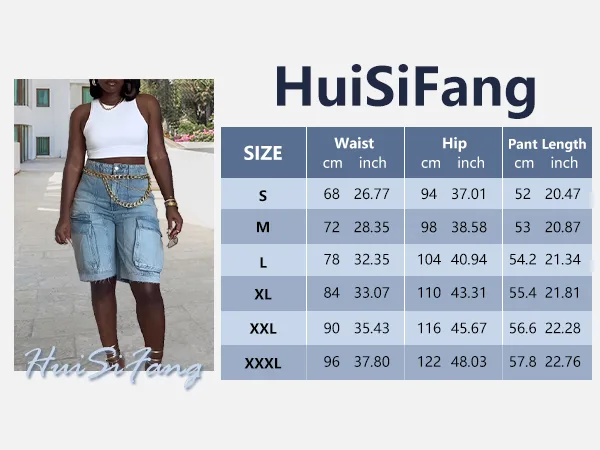 HuiSiFang
SIZE Waist Hip Pant Length
cm inch cm inch cm inch
S 68 26.77 94 37.01 52 20.47
M 72 28.35 98 38.58 53 20.87
L 78 32.35 104 40.94 54.2 21.34
XL 84 33.07 110 43.31 55.4 21.81
XXL 90 35.43 116 45.67 56.6 22.28
XXXL 96 37.80 122 48.03 57.8 22.76
HuiSiFang